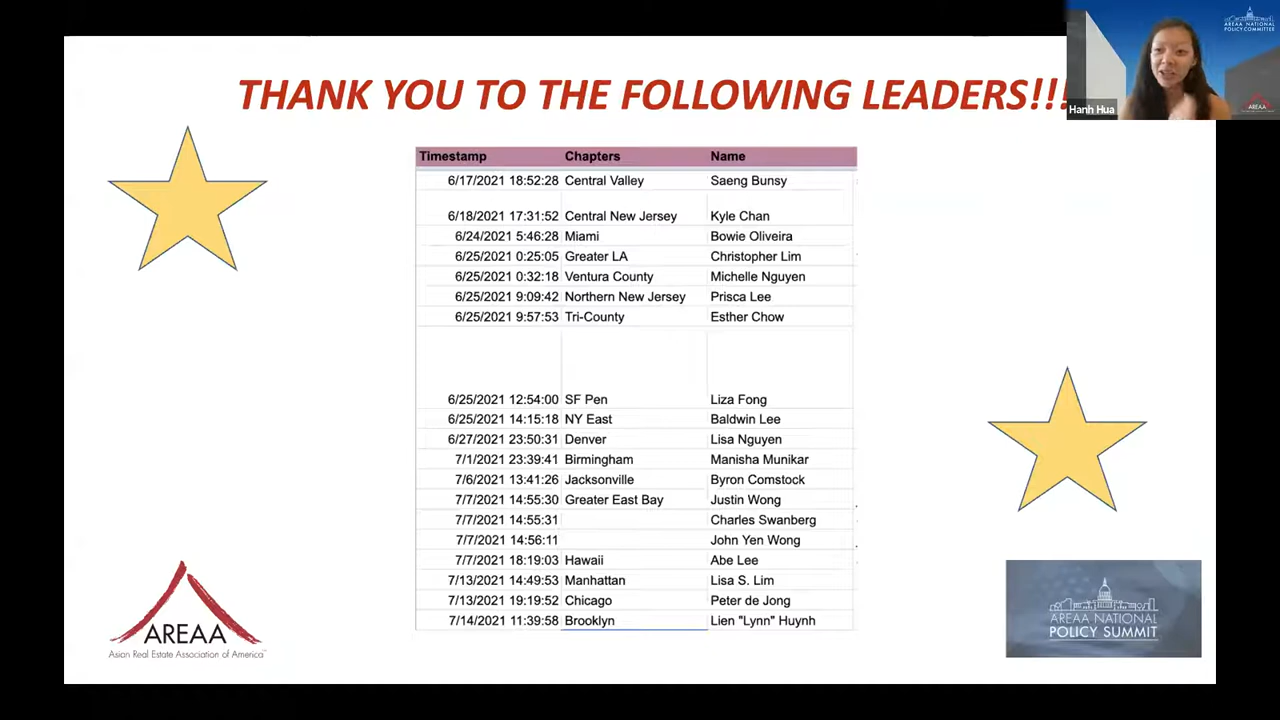 THANK YOU TO THE FOLLOWING LEADERS!!!
AREAA NATIONAL
POLICY COMMITTEE
Hanh Hua
AREAA
Timestamp Chapters Name
6/17/2021 18:52:28 Central Valley Saeng Bunsy
6/18/2021 17:31:52 Central New Jersey Kyle Chan
6/24/2021 5:46:28 Miami Bowie Oliveira
6/25/2021 0:25:05 Greater LA Christopher Lim
6/25/2021 0:32:18 Ventura County Michelle Nguyen
6/25/2021 9:09:42 Northern New Jersey Prisca Lee
6/25/2021 9:57:53 Tri-County Esther Chow
6/25/2021 12:54:00 SF Pen Liza Fong
6/25/2021 14:15:18 NY East Baldwin Lee
6/27/2021 23:50:31 Denver Lisa Nguyen
7/1/2021 23:39:41 Birmingham Manisha Munikar
7/6/2021 13:41:26 Jacksonville Byron Comstock
7/7/2021 14:55:30 Greater East Bay Justin Wong
7/7/2021 14:55:31 Charles Swanberg
7/7/2021 14:56:11 John Yen Wong
7/7/2021 18:19:03 Hawaii Abe Lee
7/13/2021 14:49:53 Manhattan Lisa S. Lim
7/13/2021 19:19:52 Chicago Peter de Jong
7/14/2021 11:39:58 Brooklyn Lien "Lynn" Huynh
AREAA
Asian Real Estate Association of America
AREAA NATIONAL
POLICY SUMMIT